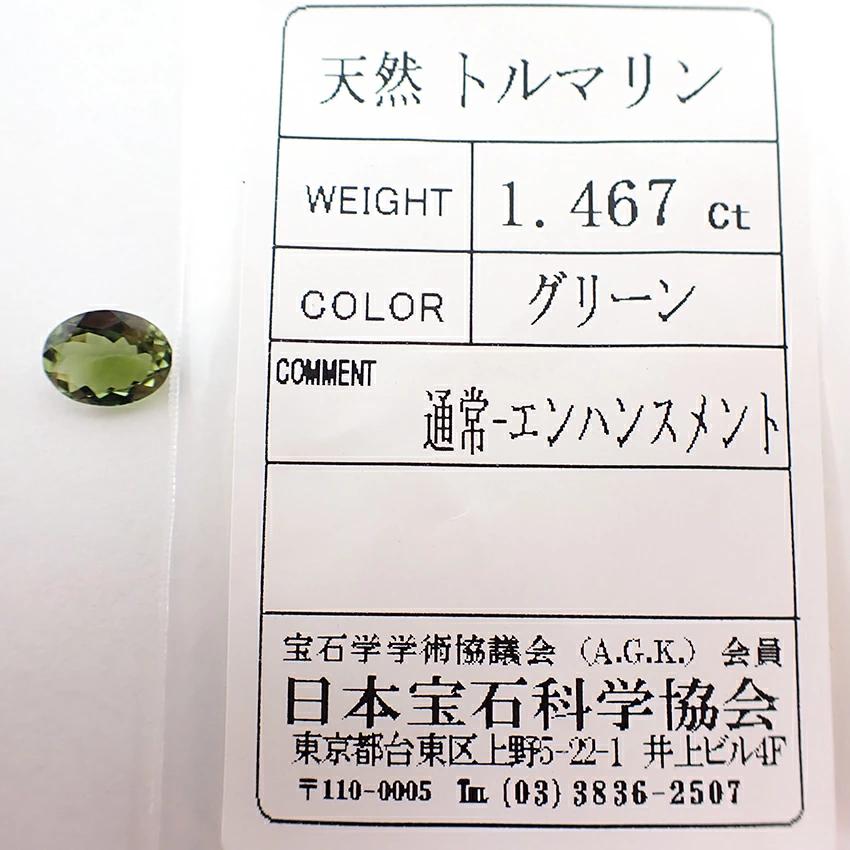 天然 トルマリン
WEIGHT 1.467 ct
COLOR グリーン
COMMENT
通常-エンハンスメント
宝石学学術協議会 (A.G.K.) 会員
日本宝石科学協会
東京都台東区上野5-22-1 井上ビル4F
〒110-0005 ℡ (03)3836-2507